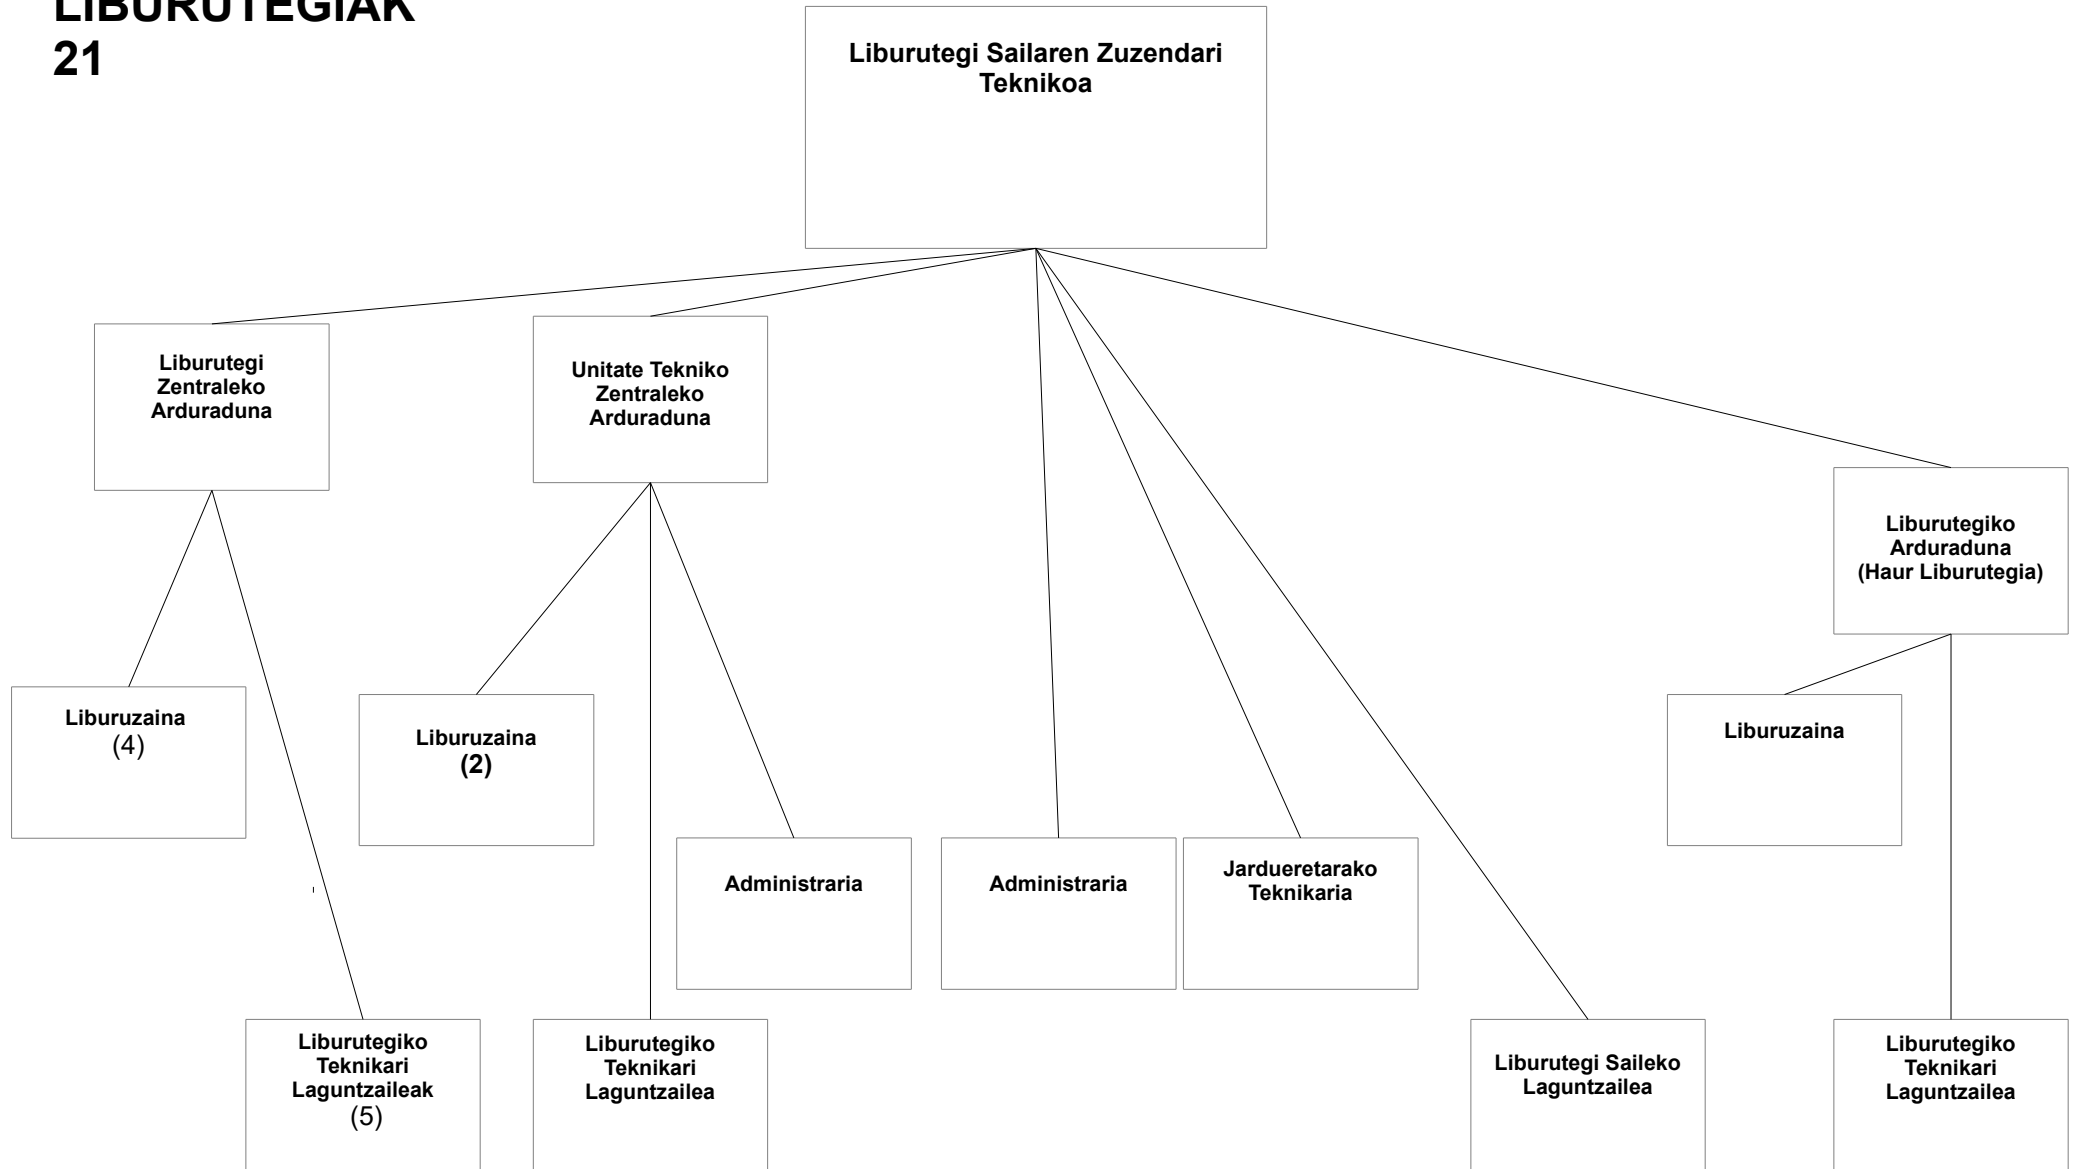 LIBURUTEGIAK
21
Liburutegi Sailaren Zuzendari
Teknikoa
Liburutegi
Zentraleko
Arduraduna
Unitate Tekniko
Zentraleko
Arduraduna
Liburutegiko
Arduraduna
(Haur Liburutegia)
Liburuzaina
(4)
Liburuzaina
(2)
Liburuzaina
Administraria
Administraria
Jardueretarako
Teknikaria
Liburutegiko
Teknikari
Laguntzaileak
(5)
Liburutegiko
Teknikari
Laguntzailea
Liburutegi Saileko
Laguntzailea
Liburutegiko
Teknikari
Laguntzailea